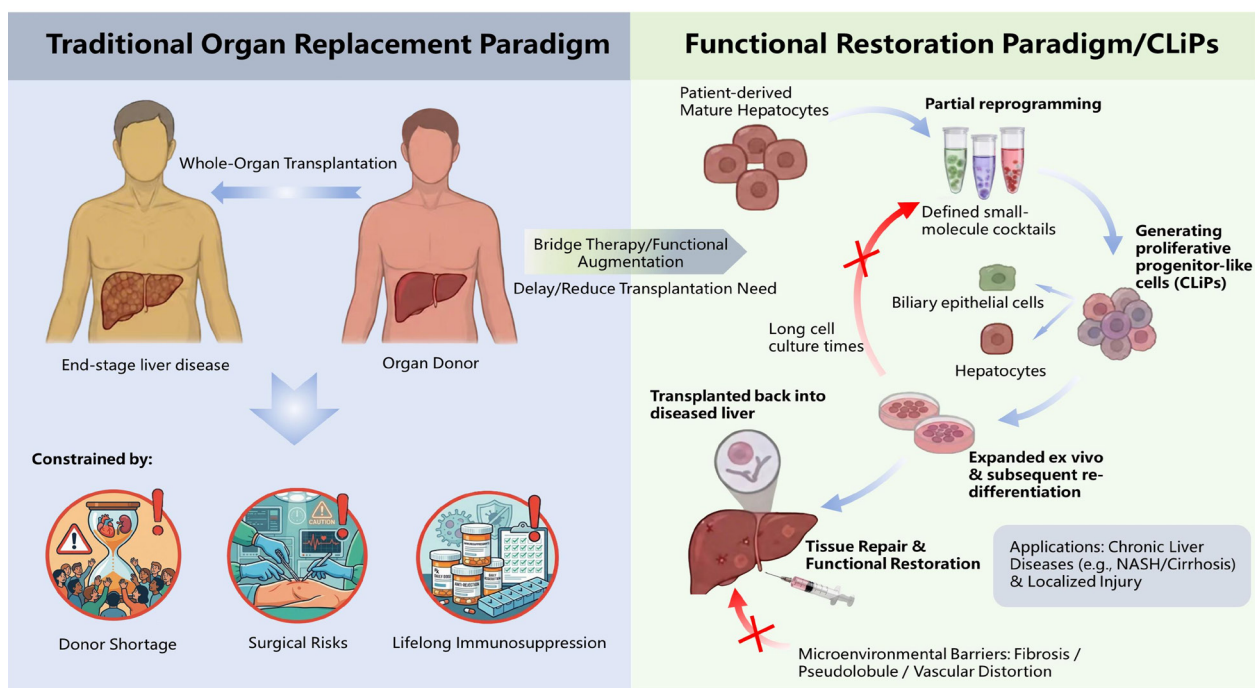 Traditional Organ Replacement Paradigm
Whole-Organ Transplantation
End-stage liver disease
Organ Donor
Constrained by:
CAUTION
Donor Shortage
Surgical Risks
Lifelong Immunosuppression
Bridge Therapy/Functional
Augmentation
Delay/Reduce Transplantation Need
Functional Restoration Paradigm/CLiPs
Patient-derived
Mature Hepatocytes
Partial reprogramming
Defined small-
molecule cocktails
Generating
proliferative
progenitor-like
cells (CLiPs)
Biliary epithelial cells
Hepatocytes
Long cell
culture times
Expanded ex vivo
& subsequent re-
differentiation
Transplanted back into
diseased liver
Tissue Repair &
Functional Restoration
Applications: Chronic Liver
Diseases (e.g., NASH/Cirrhosis)
& Localized Injury
Microenvironmental Barriers: Fibrosis /
Pseudolobule / Vascular Distortion